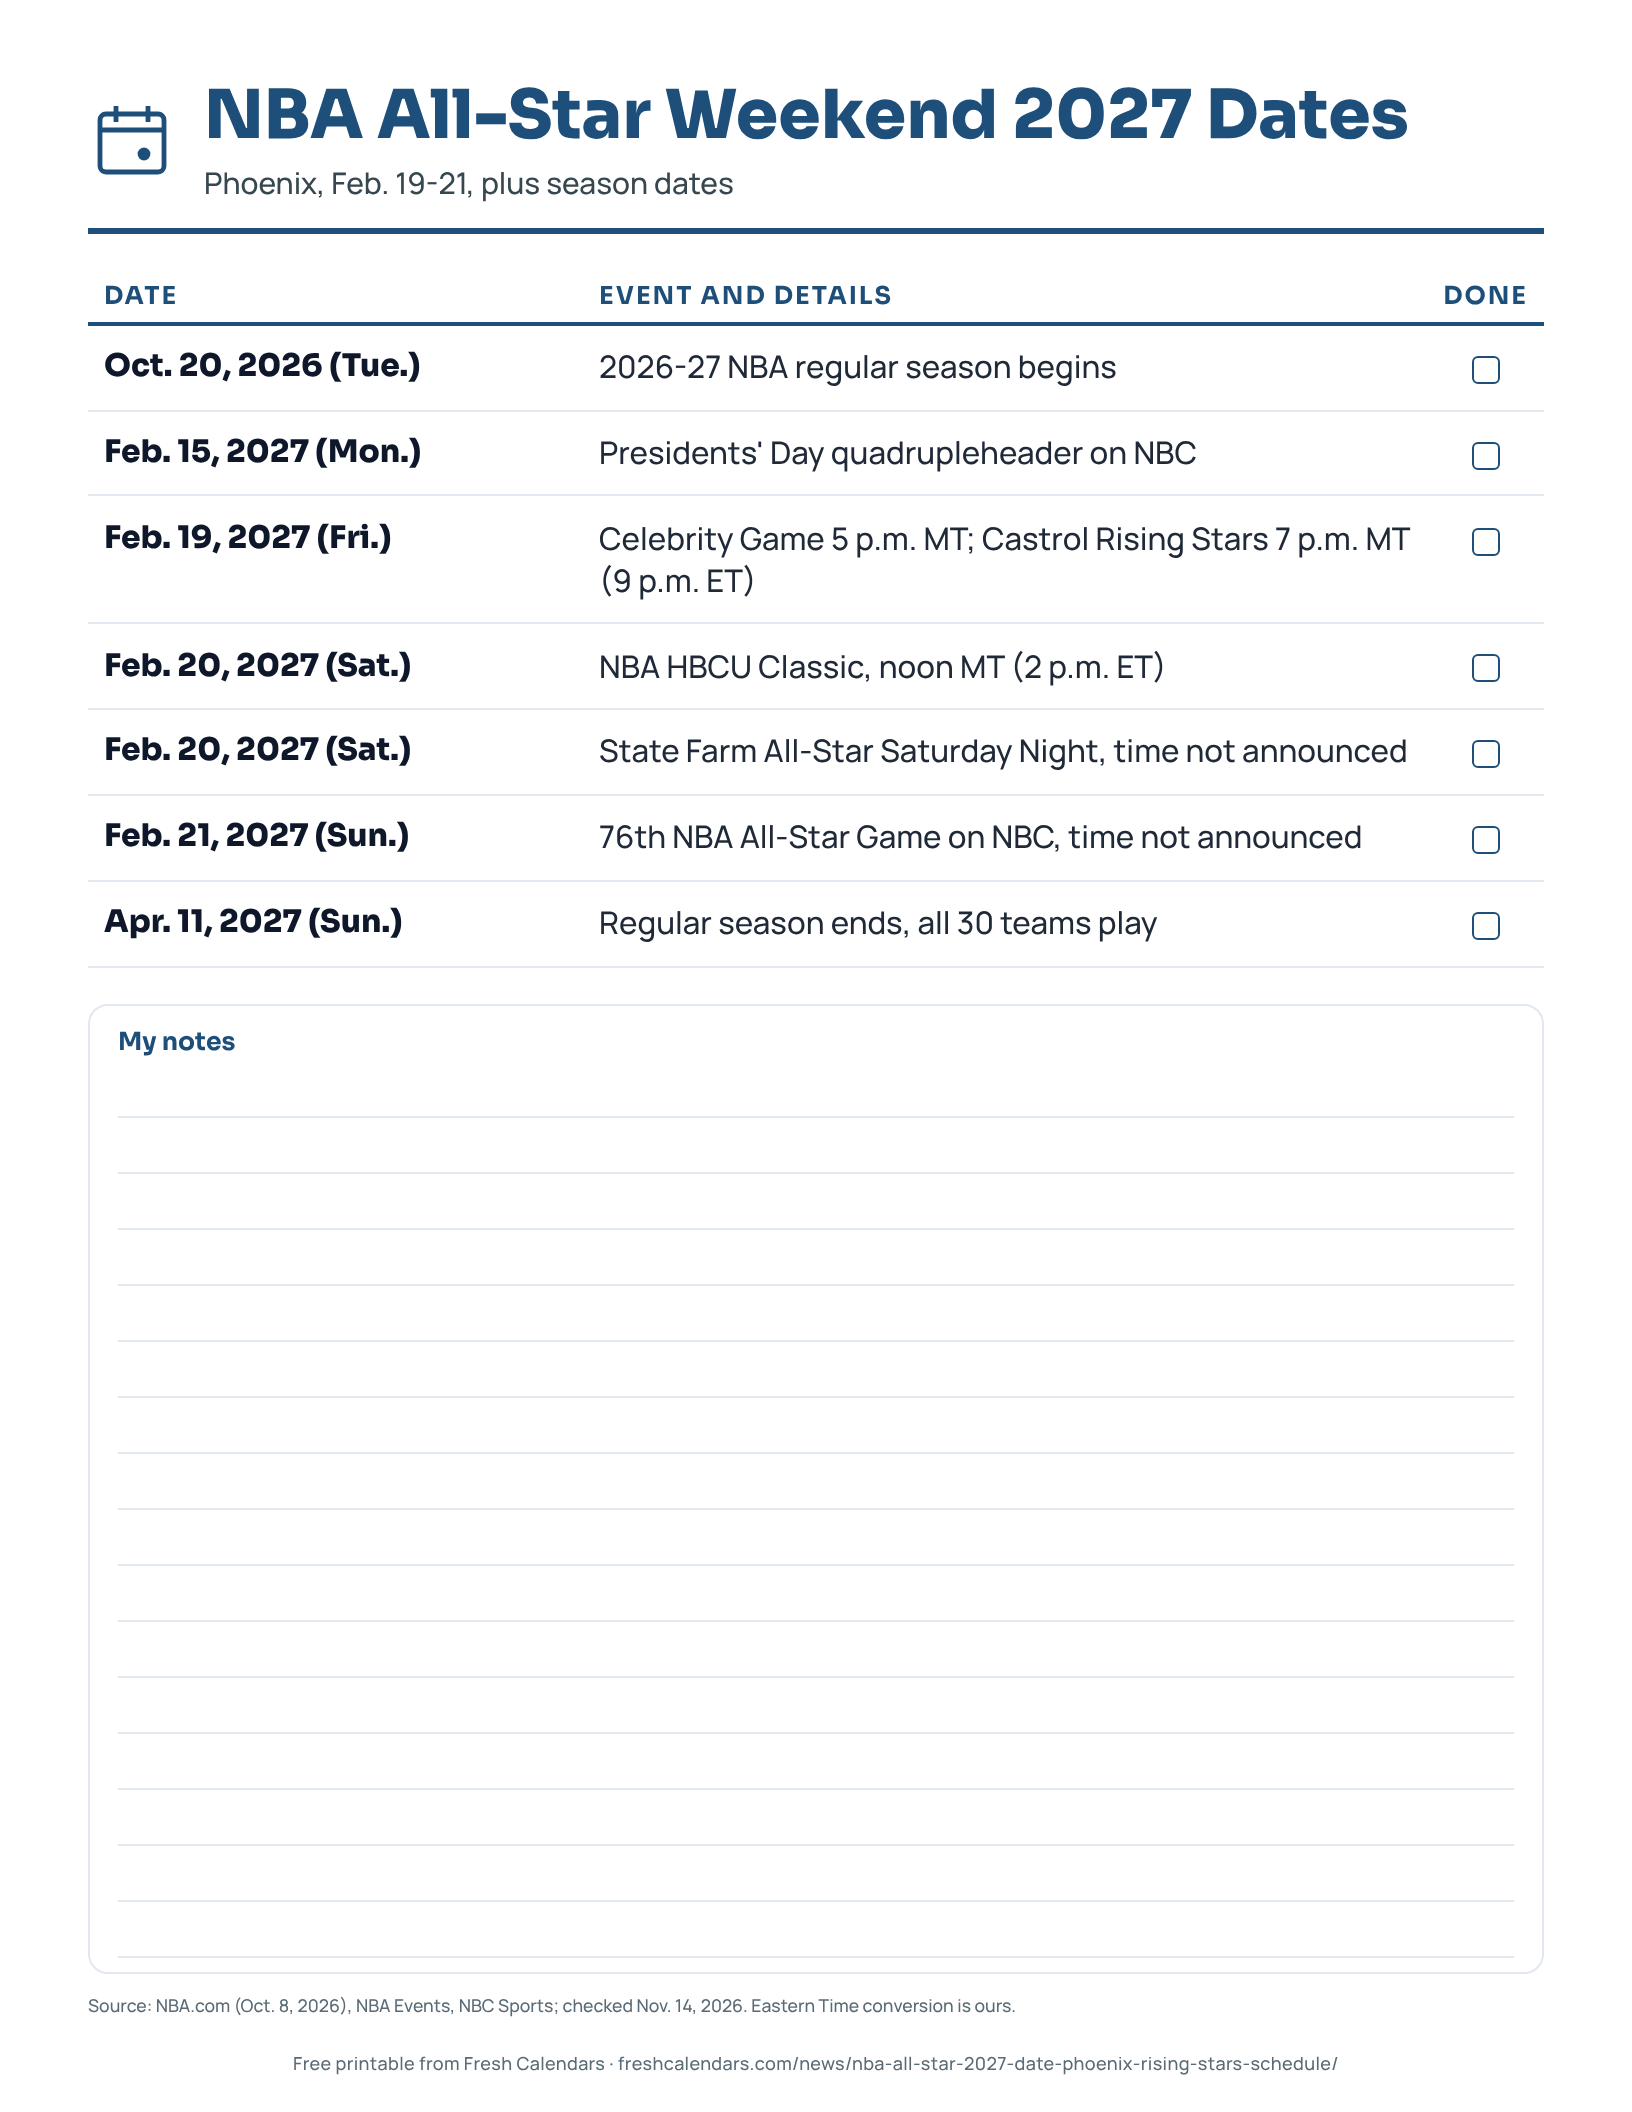 NBA All-Star Weekend 2027 Dates
Phoenix, Feb. 19-21, plus season dates
DATE EVENT AND DETAILS DONE
Oct. 20, 2026 (Tue.) 2026-27 NBA regular season begins
Feb. 15, 2027 (Mon.) Presidents' Day quadrupleheader on NBC
Feb. 19, 2027 (Fri.) Celebrity Game 5 p.m. MT; Castrol Rising Stars 7 p.m. MT
(9 p.m. ET)
Feb. 20, 2027 (Sat.) NBA HBCU Classic, noon MT (2 p.m. ET)
Feb. 20, 2027 (Sat.) State Farm All-Star Saturday Night, time not announced
Feb. 21, 2027 (Sun.) 76th NBA All-Star Game on NBC, time not announced
Apr. 11, 2027 (Sun.) Regular season ends, all 30 teams play
My notes
Source: NBA.com (Oct. 8, 2026), NBA Events, NBC Sports; checked Nov. 14, 2026. Eastern Time conversion is ours.
Free printable from Fresh Calendars · freshcalendars.com/news/nba-all-star-2027-date-phoenix-rising-stars-schedule/